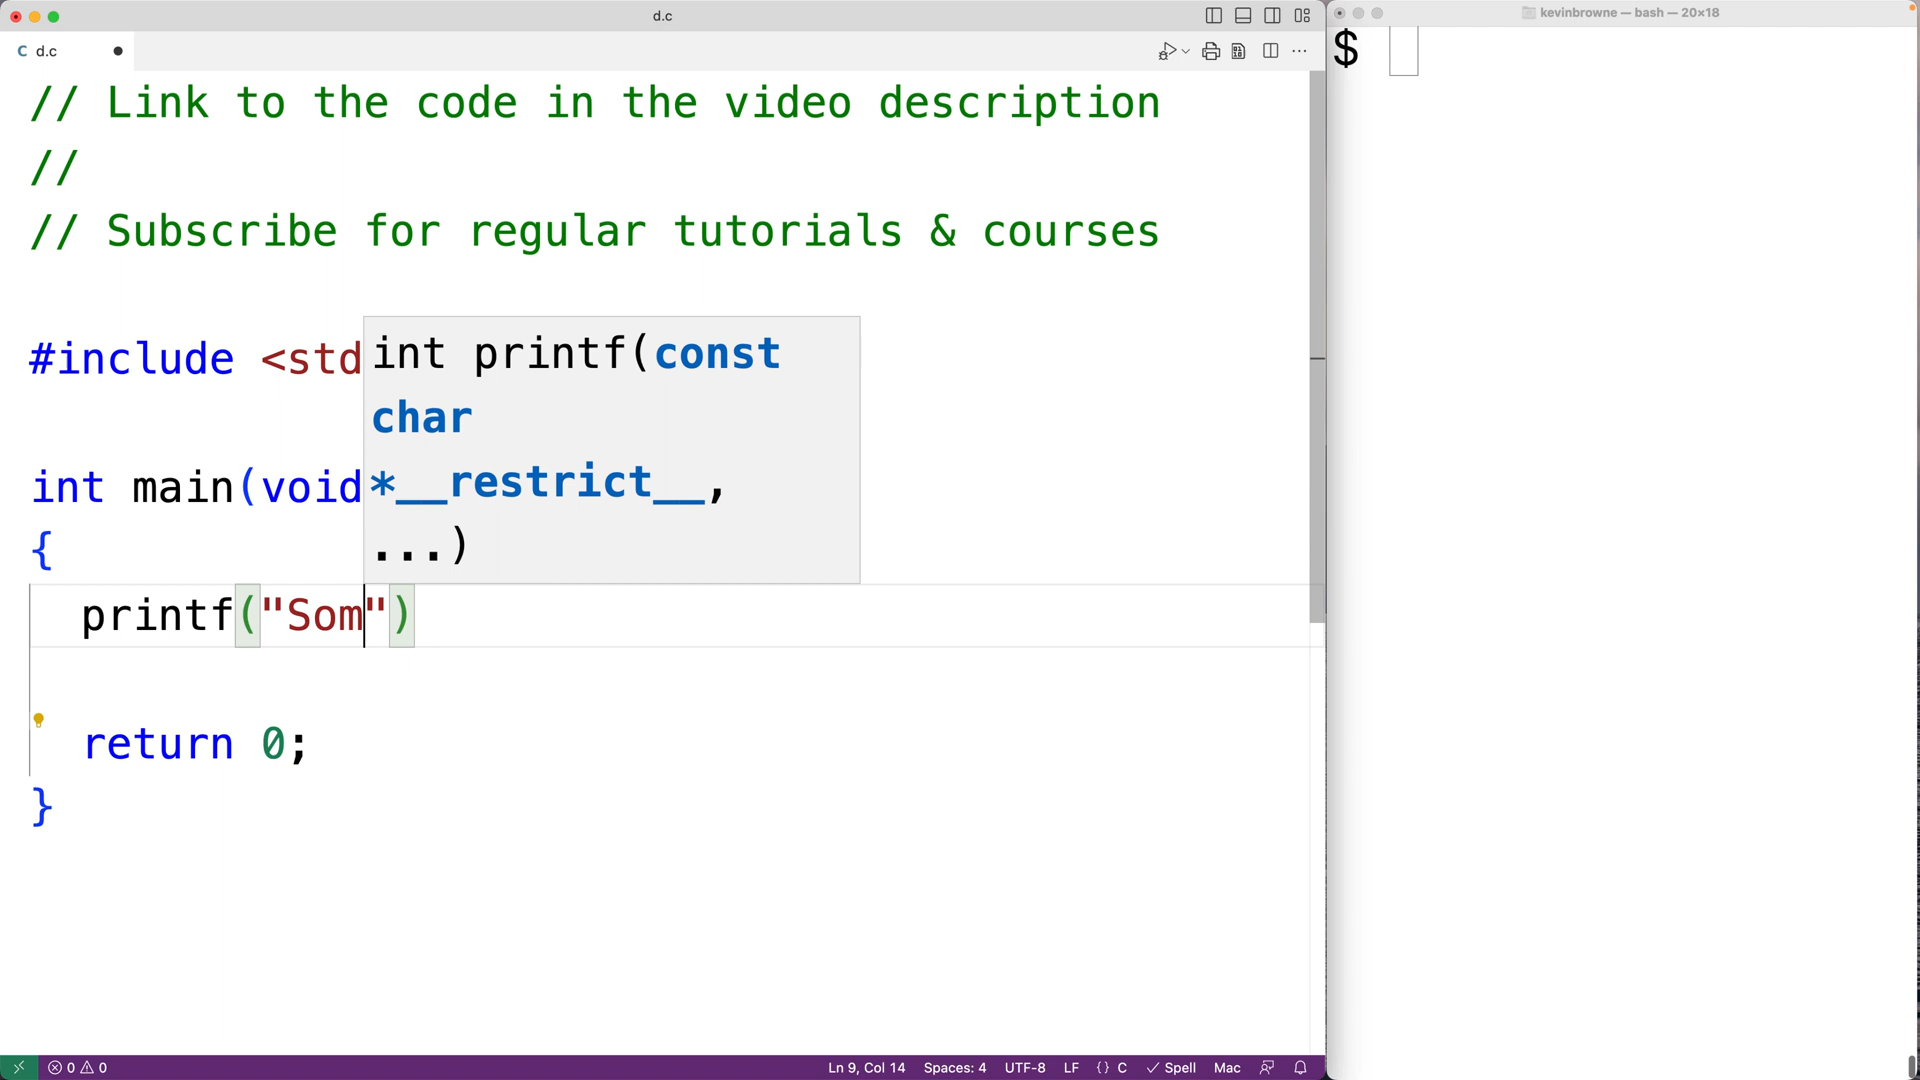 d.c
kevinbrowne — bash — 20×18
C d.c
$
// Link to the code in the video description
//
// Subscribe for regular tutorials & courses
#include <std
int printf(const
char
*__restrict__,
...)
int main(void
{
printf("Som")
return 0;
}
0 0
Ln 9, Col 14
Spaces: 4
UTF-8
LF
{} C
Spell
Mac